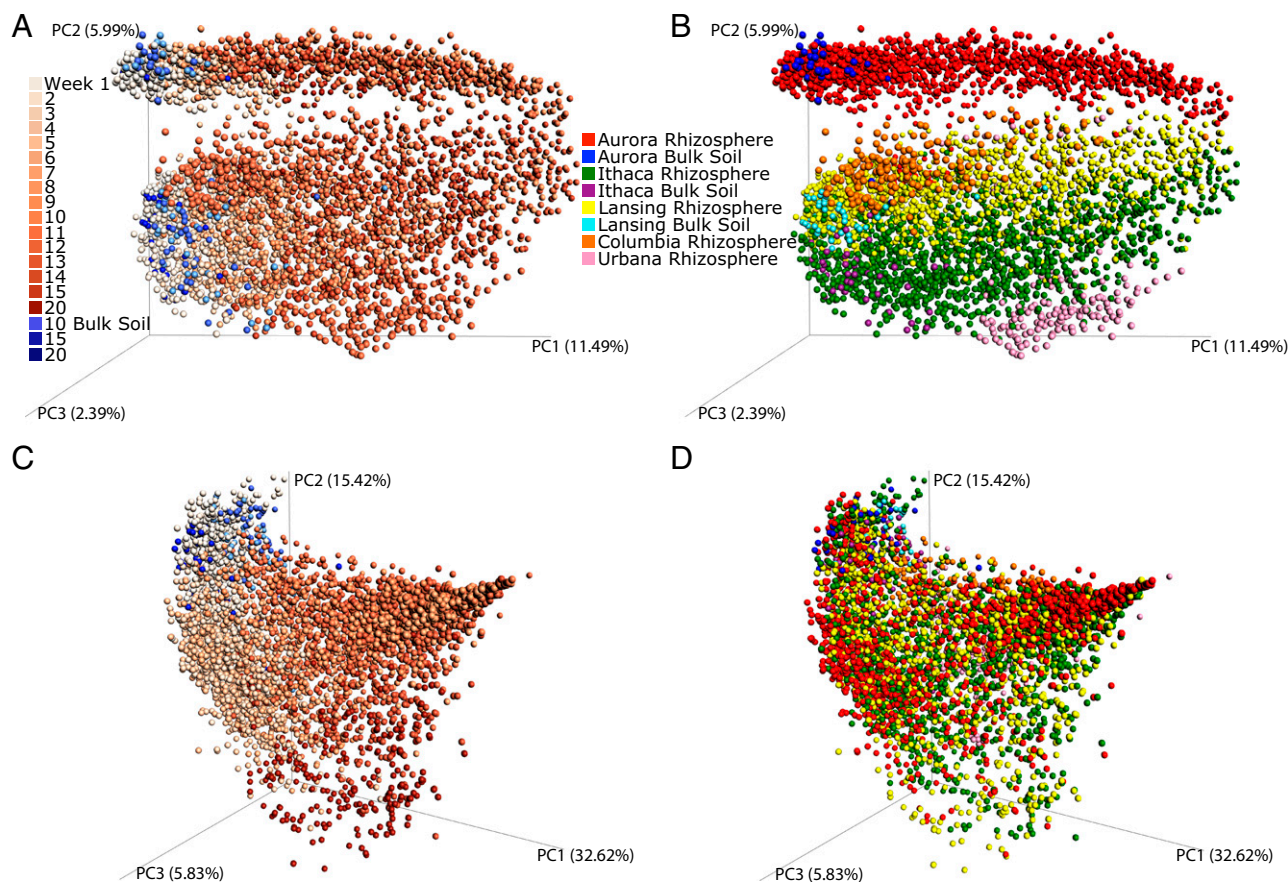 A
PC2 (5.99%)
Week 1
2
3
4
5
6
7
8
9
10
11
12
13
14
15
20
10 Bulk Soil
15
20
PC1 (11.49%)
PC3 (2.39%)
B
PC2 (5.99%)
Aurora Rhizosphere
Aurora Bulk Soil
Ithaca Rhizosphere
Ithaca Bulk Soil
Lansing Rhizosphere
Lansing Bulk Soil
Columbia Rhizosphere
Urbana Rhizosphere
PC1 (11.49%)
PC3 (2.39%)
C
PC2 (15.42%)
PC1 (32.62%)
PC3 (5.83%)
D
PC2 (15.42%)
PC1 (32.62%)
PC3 (5.83%)